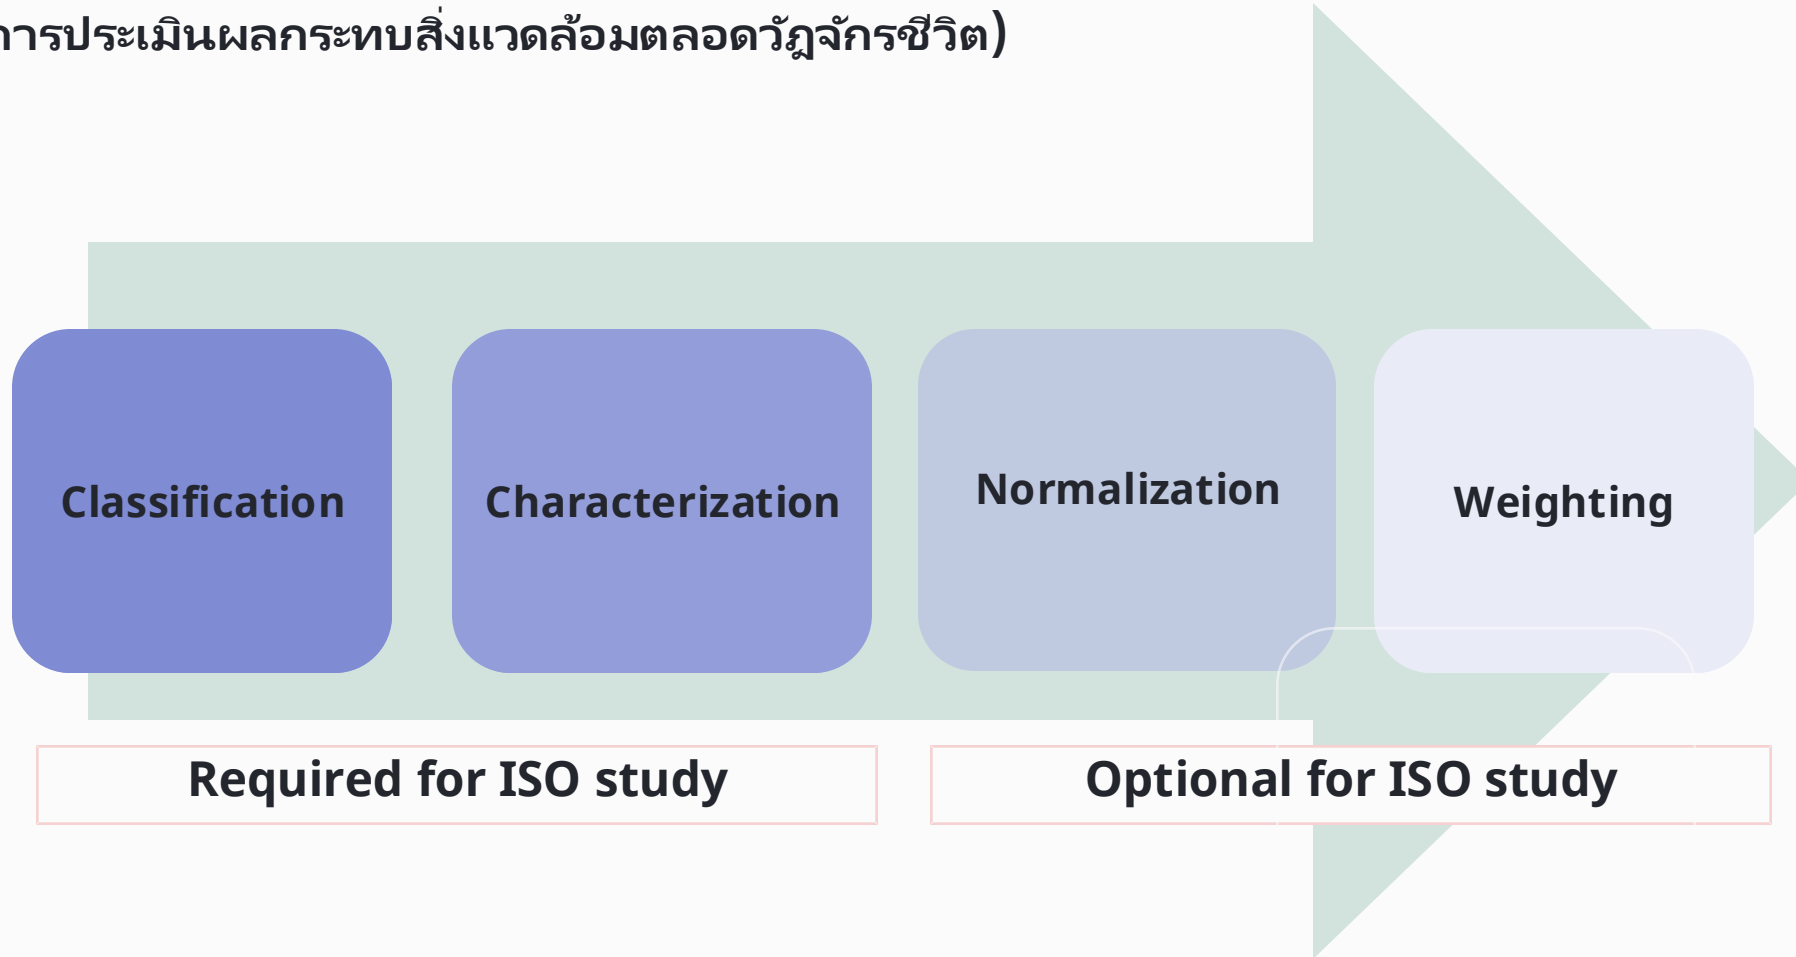 การประเมินผลกระทบสิ่งแวดล้อมตลอดวัฎจักรชีวิต)
Classification
Characterization
Normalization
Weighting
Required for ISO study
Optional for ISO study